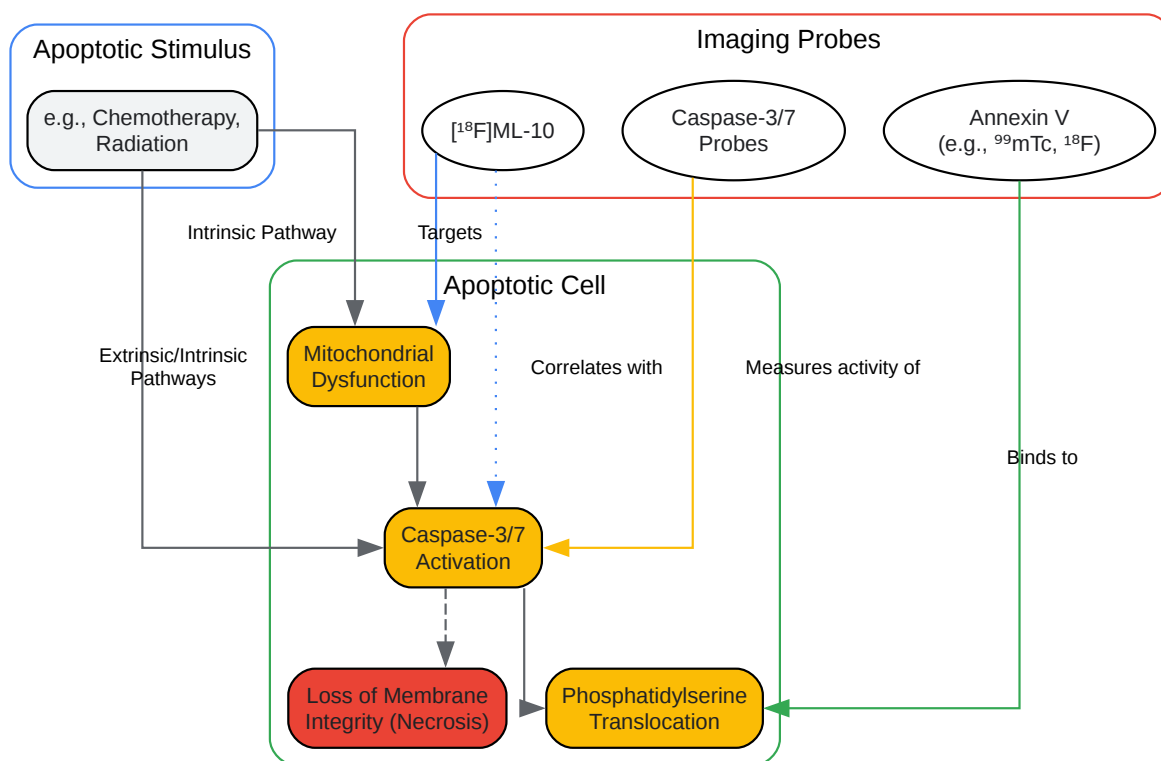 Apoptotic Stimulus
e.g., Chemotherapy,
Radiation
Imaging Probes
[¹⁸F]ML-10
Caspase-3/7
Probes
Annexin V
(e.g., ⁹⁹mTc, ¹⁸F)
Intrinsic Pathway
Targets
Apoptotic Cell
Extrinsic/Intrinsic
Pathways
Mitochondrial
Dysfunction
Correlates with
Measures activity of
Binds to
Caspase-3/7
Activation
Loss of Membrane
Integrity (Necrosis)
Phosphatidylserine
Translocation